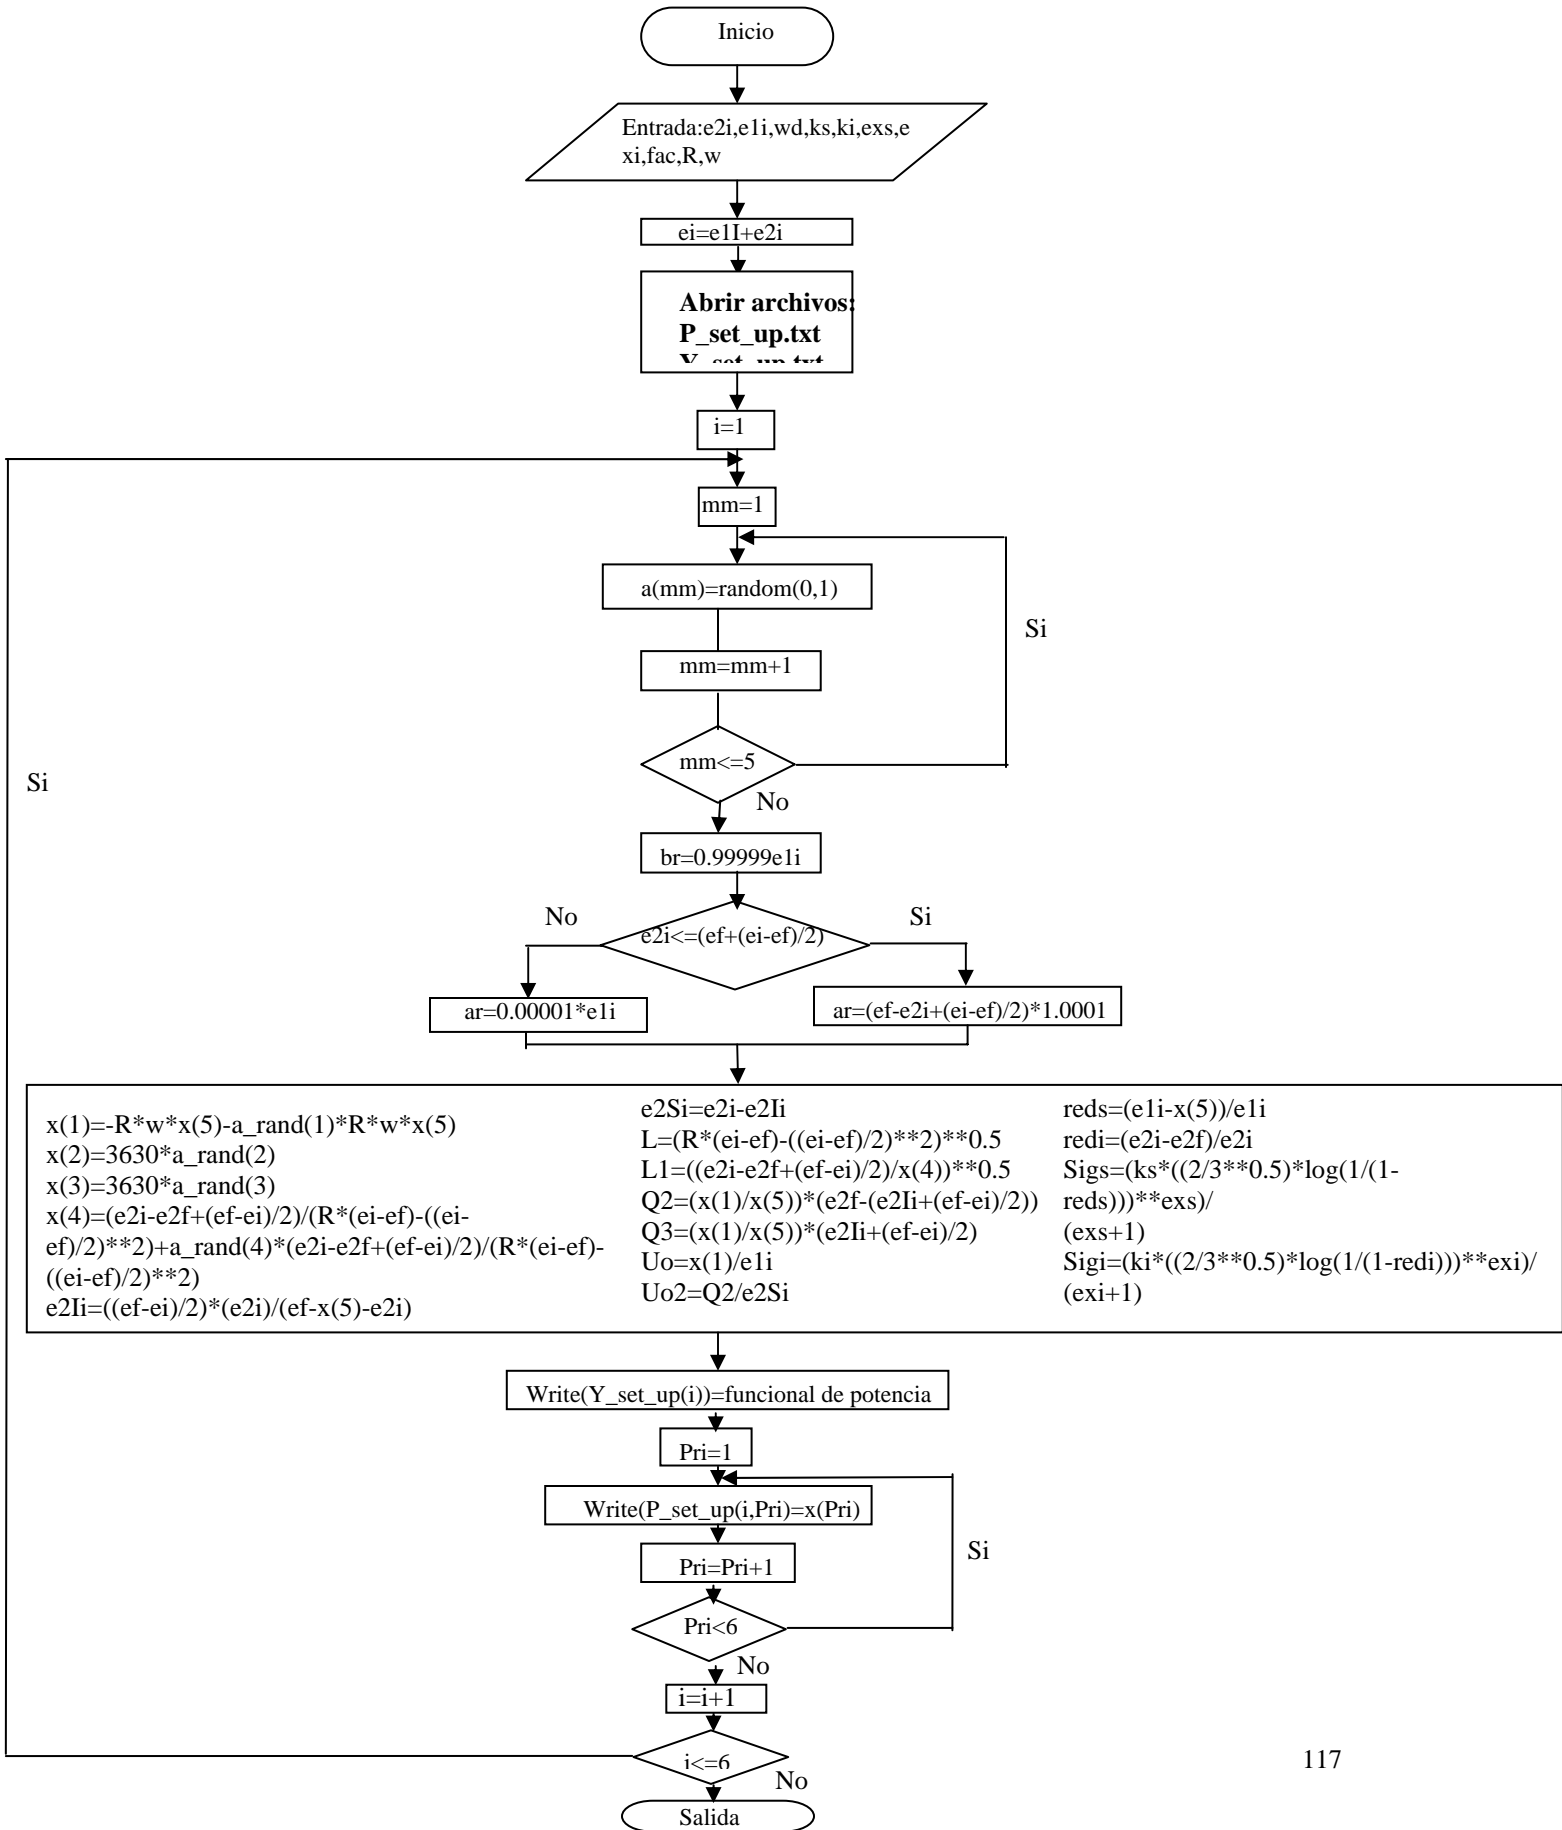 Inicio
Entrada:e2i,e1i,wd,ks,ki,exs,e
xi,fac,R,w
ei=e1I+e2i
Abrir archivos:
P_set_up.txt
Y_set_up.txt
i=1
mm=1
a(mm)=random(0,1)
Si
mm=mm+1
mm<=5
Si
No
br=0.99999e1i
No
Si
e2i<=(ef+(ei-ef)/2)
ar=0.00001*e1i
ar=(ef-e2i+(ei-ef)/2)*1.0001
x(1)=-R*w*x(5)-a_rand(1)*R*w*x(5)
x(2)=3630*a_rand(2)
x(3)=3630*a_rand(3)
x(4)=(e2i-e2f+(ef-ei)/2)/(R*(ei-ef)-((ei-
ef)/2)**2)+a_rand(4)*(e2i-e2f+(ef-ei)/2)/(R*(ei-ef)-
((ei-ef)/2)**2)
e2Ii=((ef-ei)/2)*(e2i)/(ef-x(5)-e2i)
e2Si=e2i-e2Ii
L=(R*(ei-ef)-((ei-ef)/2)**2)**0.5
L1=((e2i-e2f+(ef-ei)/2)/x(4))**0.5
Q2=(x(1)/x(5))*(e2f-(e2Ii+(ef-ei)/2))
Q3=(x(1)/x(5))*(e2Ii+(ef-ei)/2)
Uo=x(1)/e1i
Uo2=Q2/e2Si
reds=(e1i-x(5))/e1i
redi=(e2i-e2f)/e2i
Sigs=(ks*((2/3**0.5)*log(1/(1-
reds)))**exs)/
(exs+1)
Sigi=(ki*((2/3**0.5)*log(1/(1-redi)))**exi)/
(exi+1)
Write(Y_set_up(i))=funcional de potencia
Pri=1
Write(P_set_up(i,Pri)=x(Pri)
Si
Pri=Pri+1
Pri<6
No
i=i+1
i<=6
No
117
Salida